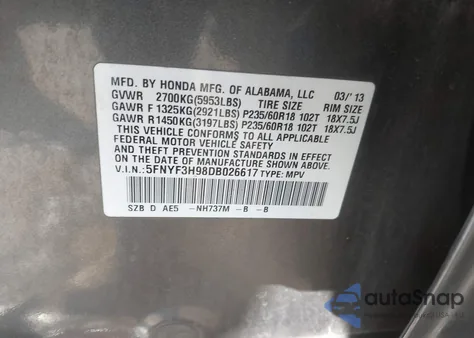 MFD. BY HONDA MFG. OF ALABAMA, LLC 03/'13
GVWR 2700KG(5953LBS) TIRE SIZE RIM SIZE
GAWR F 1325KG(2921LBS) P235/60R18 102T 18X7.5J
GAWR R 1450KG(3197LBS) P235/60R18 102T 18X7.5J
THIS VEHICLE CONFORMS TO ALL APPLICABLE
FEDERAL MOTOR VEHICLE SAFETY
AND THEFT PREVENTION STANDARDS IN EFFECT ON
THE DATE OF MANUFACTURE SHOWN ABOVE.
V.I.N.: 5FNYF3H98DB026617 TYPE: MPV
SZB D AE5 -NH737M -B -B
autoSnap